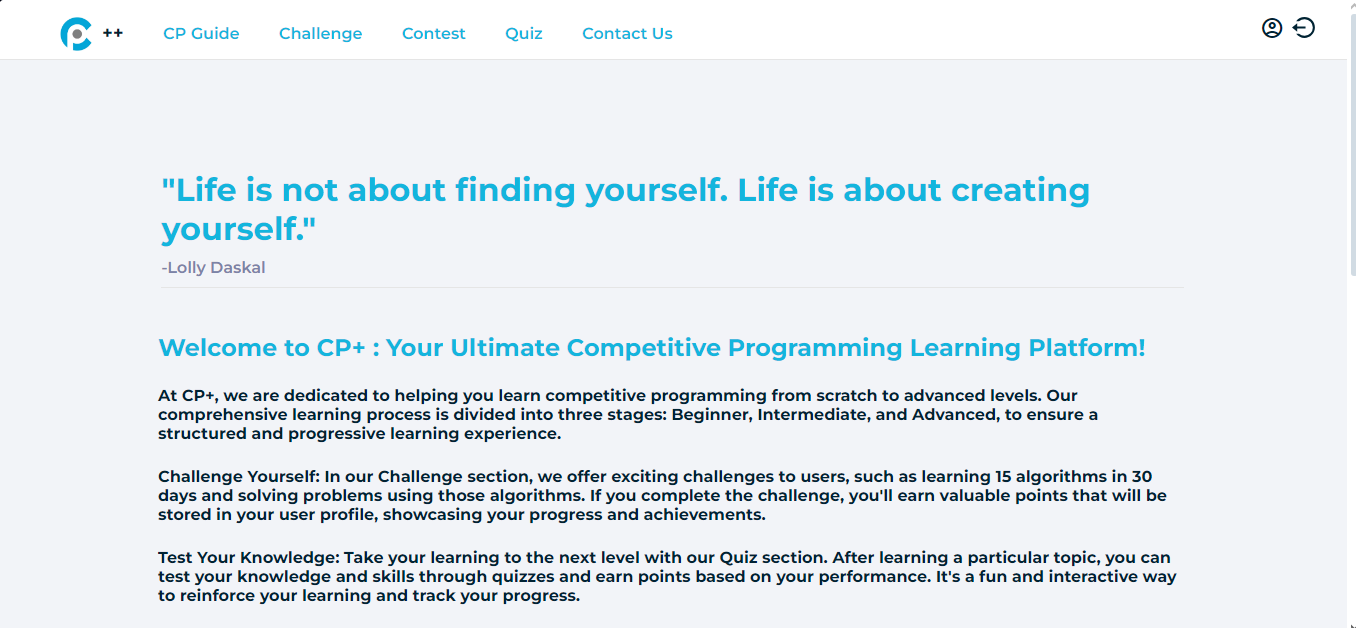 CP ++ CP Guide Challenge Contest Quiz Contact Us
"Life is not about finding yourself. Life is about creating
yourself."
-Lolly Daskal
Welcome to CP+ : Your Ultimate Competitive Programming Learning Platform!
At CP+, we are dedicated to helping you learn competitive programming from scratch to advanced levels. Our
comprehensive learning process is divided into three stages: Beginner, Intermediate, and Advanced, to ensure a
structured and progressive learning experience.
Challenge Yourself: In our Challenge section, we offer exciting challenges to users, such as learning 15 algorithms in 30
days and solving problems using those algorithms. If you complete the challenge, you'll earn valuable points that will be
stored in your user profile, showcasing your progress and achievements.
Test Your Knowledge: Take your learning to the next level with our Quiz section. After learning a particular topic, you can
test your knowledge and skills through quizzes and earn points based on your performance. It's a fun and interactive way
to reinforce your learning and track your progress.